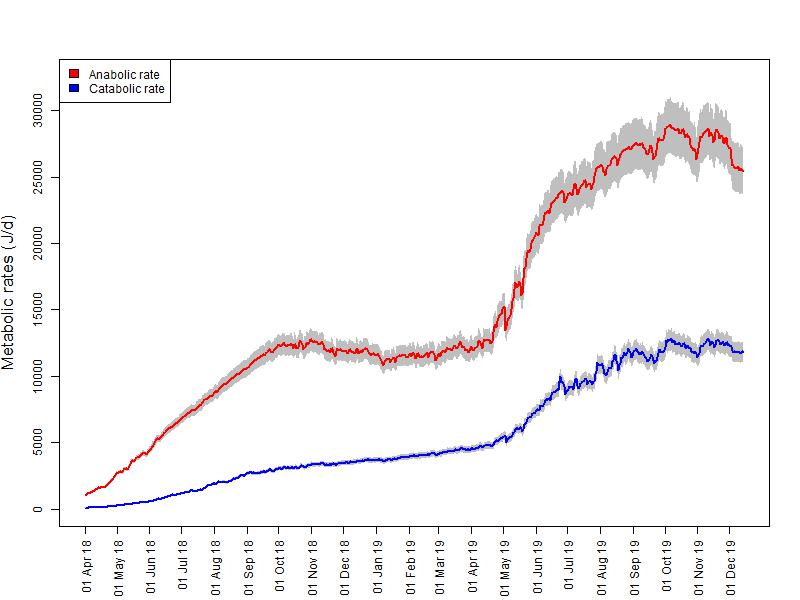 Anabolic rate
Catabolic rate
Metabolic rates (J/d)
30000
25000
20000
15000
10000
5000
0
01 Apr 18
01 May 18
01 Jun 18
01 Jul 18
01 Aug 18
01 Sep 18
01 Oct 18
01 Nov 18
01 Dec 18
01 Jan 19
01 Feb 19
01 Mar 19
01 Apr 19
01 May 19
01 Jun 19
01 Jul 19
01 Aug 19
01 Sep 19
01 Oct 19
01 Nov 19
01 Dec 19